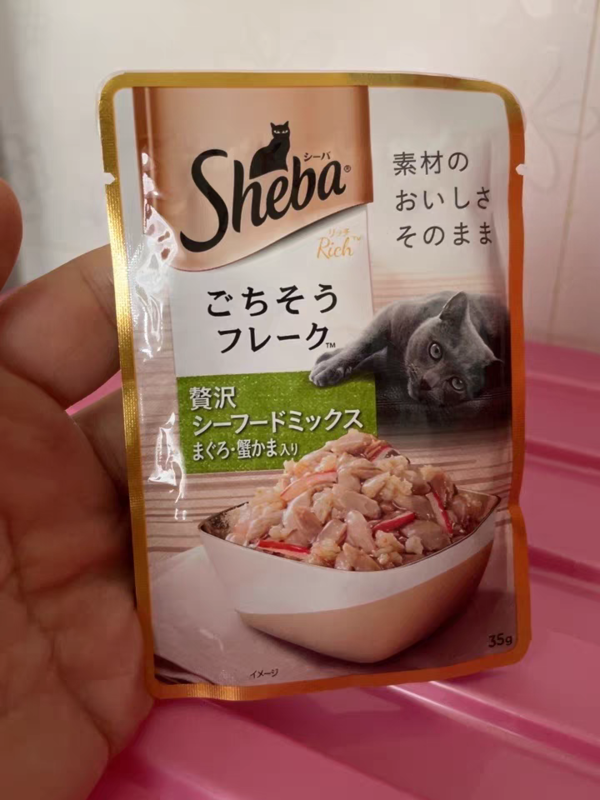 シーバ
Sheba®
リッチ
Rich™
素材の
おいしさ
そのまま
ごちそう
フレーク™
贅沢
シーフードミックス
まぐろ・蟹かま入り
35g
イメージ